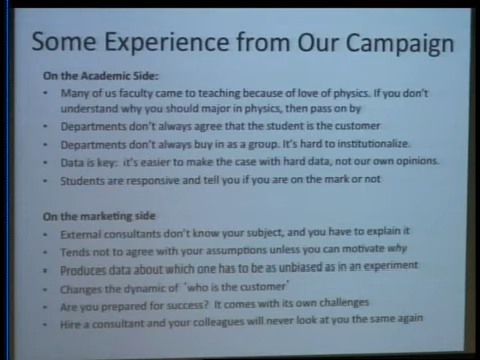 Some Experience from Our Campaign
On the Academic Side:
• Many of us faculty came to teaching because of love of physics. If you don't
understand why you should major in physics, then pass on by
• Departments don't always agree that the student is the customer
• Departments don't always buy in as a group. It's hard to institutionalize.
• Data is key: it's easier to make the case with hard data, not our own opinions.
• Students are responsive and tell you if you are on the mark or not
On the marketing side
• External consultants don't know your subject, and you have to explain it
• Tends not to agree with your assumptions unless you can motivate why
• Produces data about which one has to be as unbiased as in an experiment
• Changes the dynamic of 'who is the customer'
• Are you prepared for success? It comes with its own challenges
• Hire a consultant and your colleagues will never look at you the same again